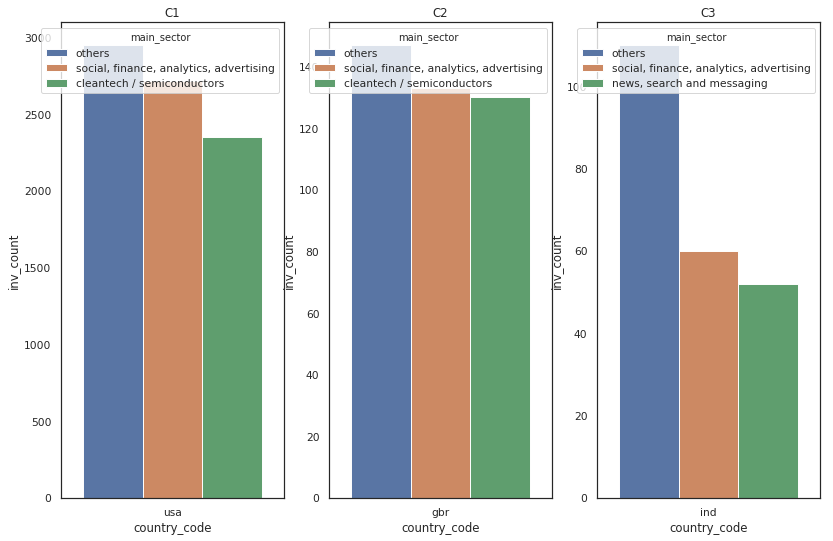 C1
3000
2500
2000
1500
1000
500
0
inv_count
main_sector
others
social, finance, analytics, advertising
cleantech / semiconductors
usa
country_code
C2
140
120
100
80
60
40
20
0
inv_count
main_sector
others
social, finance, analytics, advertising
cleantech / semiconductors
gbr
country_code
C3
100
80
60
40
20
0
inv_count
main_sector
others
social, finance, analytics, advertising
news, search and messaging
ind
country_code